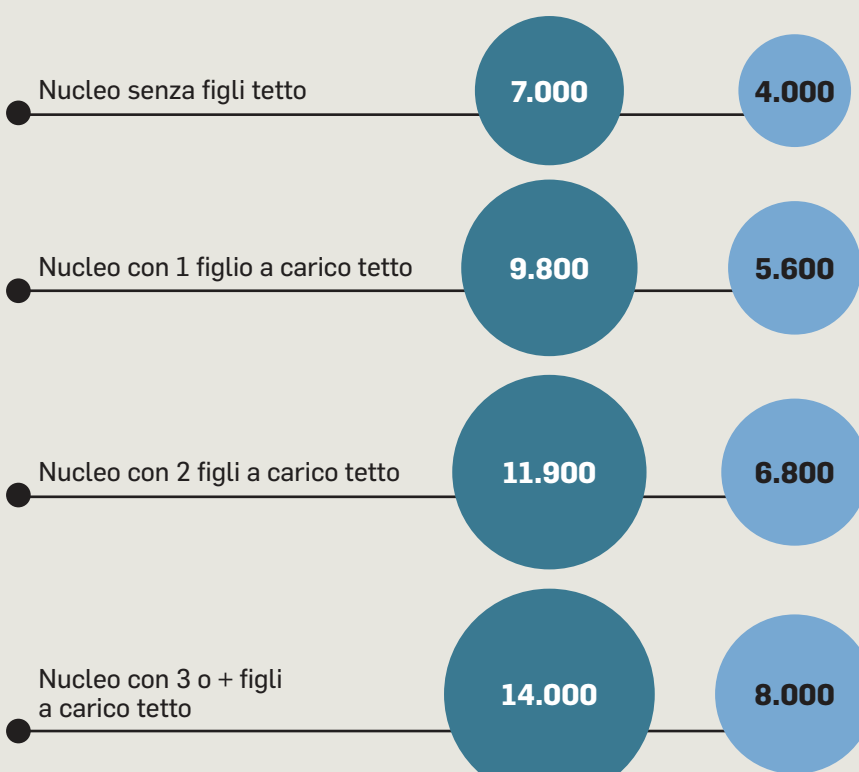 Nucleo senza figli tetto 7.000 4.000
Nucleo con 1 figlio a carico tetto 9.800 5.600
Nucleo con 2 figli a carico tetto 11.900 6.800
Nucleo con 3 o + figli
a carico tetto 14.000 8.000